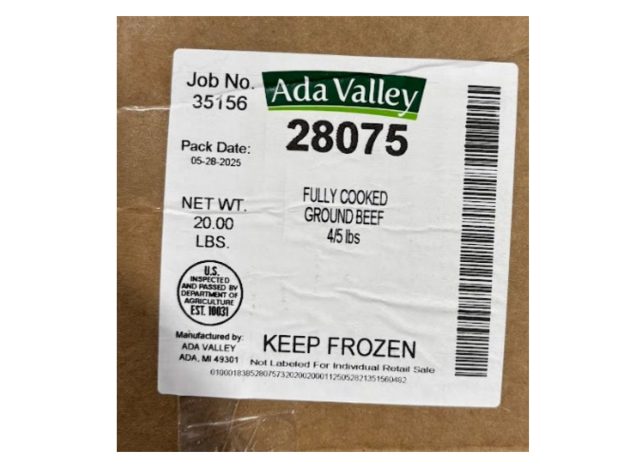 Job No.
35156
Ada Valley
28075
Pack Date:
05-28-2025
FULLY COOKED
GROUND BEEF
4/5 lbs
NET WT.
20.00
LBS.
U.S.
INSPECTED
AND PASSED BY
DEPARTMENT OF
AGRICULTURE
EST. 10031
Manufactured by:
ADA VALLEY
ADA, MI 49301
KEEP FROZEN
Not Labeled For Individual Retail Sale